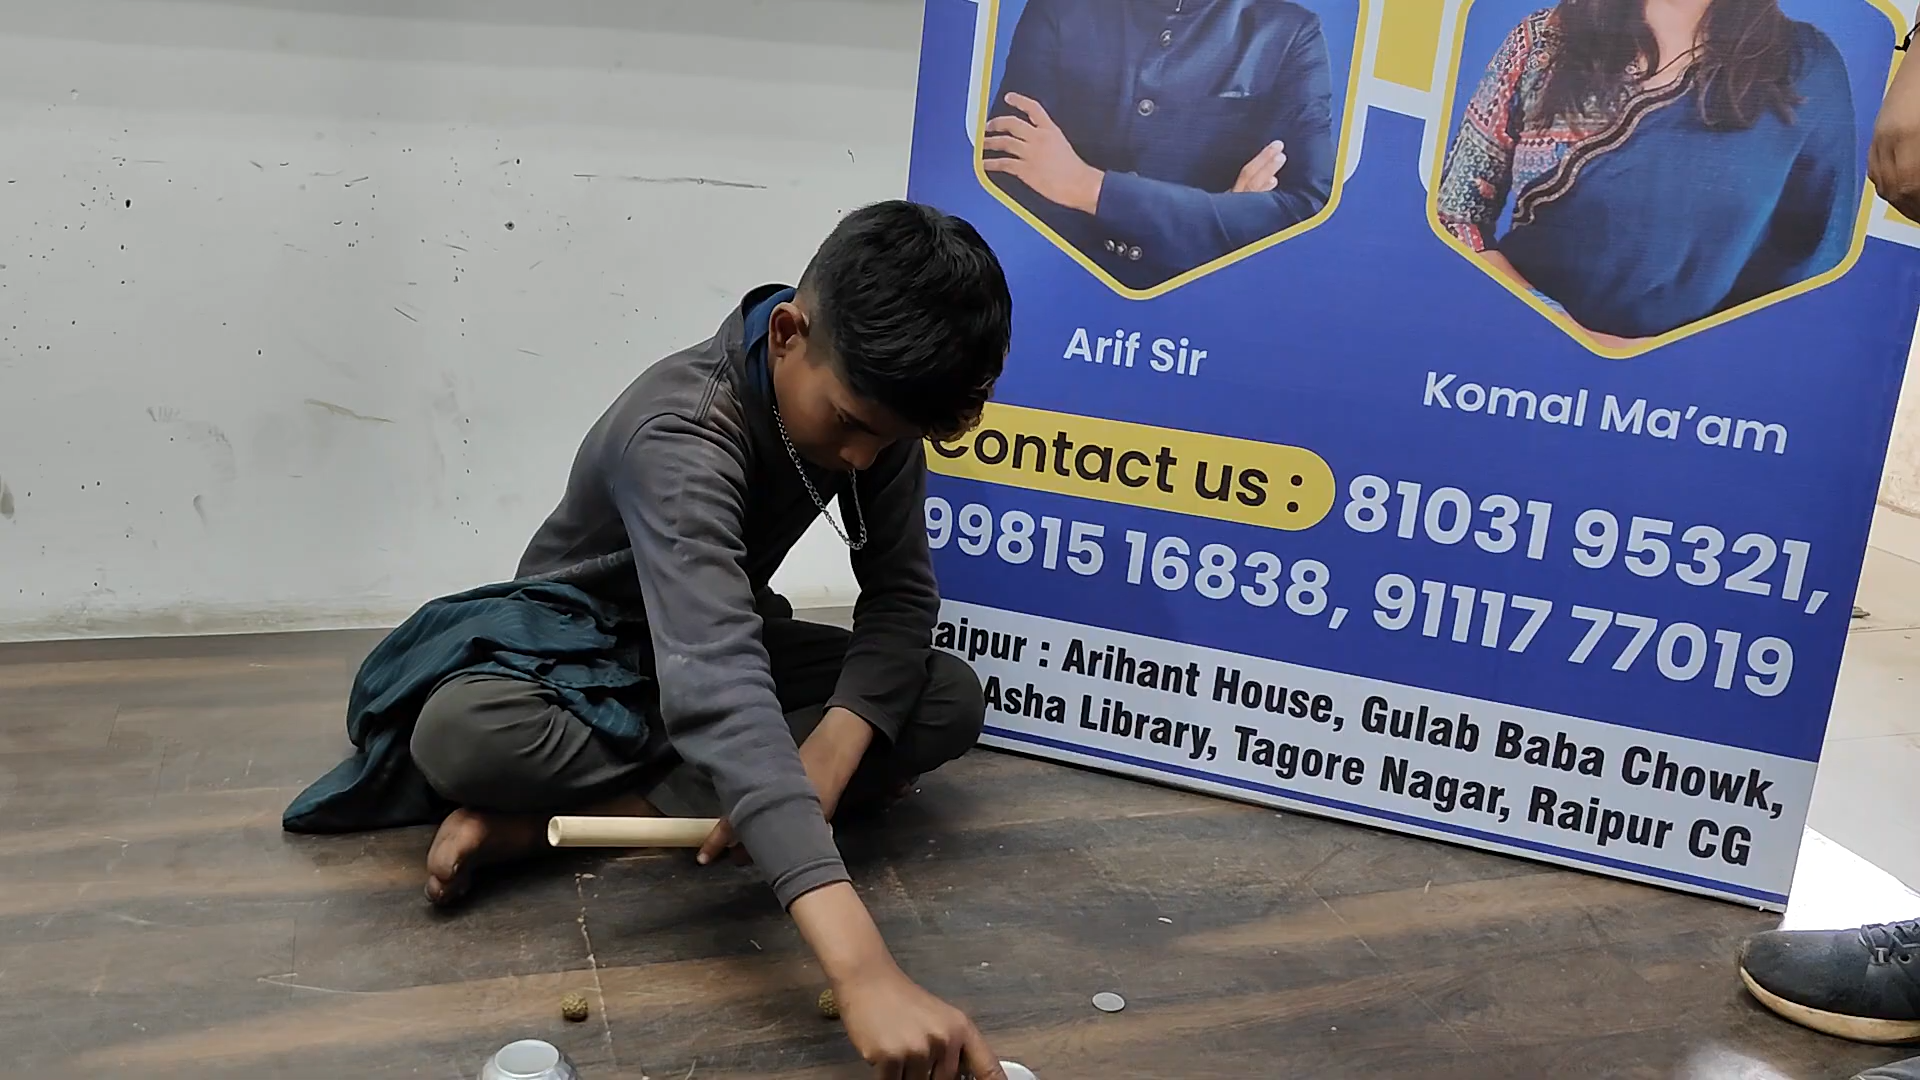 Arif Sir
Komal Ma'am
Contact us : 81031 95321,
99815 16838, 91117 77019
Raipur : Arihant House, Gulab Baba Chowk,
Asha Library, Tagore Nagar, Raipur CG